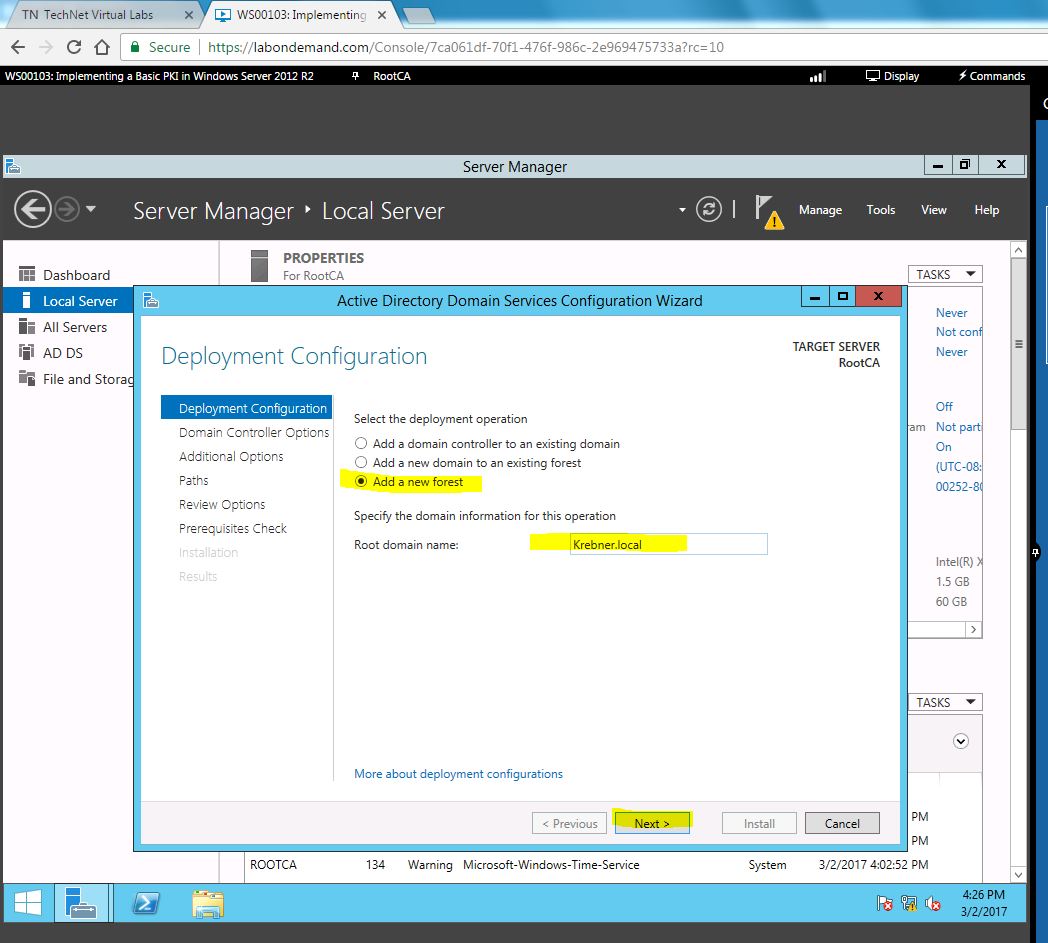 TN TechNet Virtual Labs
WS00103: Implementing
Secure
https://labondemand.com/Console/7ca061df-70f1-476f-986c-2e969475733a?rc=10
WS00103: Implementing a Basic PKI in Windows Server 2012 R2 RootCA Display Commands
Server Manager
Server Manager Local Server Manage Tools View Help
Dashboard
Local Server
All Servers
AD DS
File and Storag
PROPERTIES
For RootCA
TASKS
Never
Not conf
Never
Off
Not parti
On
(UTC-08:
00252-80
Intel(R) X
1.5 GB
60 GB
Active Directory Domain Services Configuration Wizard
Deployment Configuration
TARGET SERVER
RootCA
Deployment Configuration
Domain Controller Options
Additional Options
Paths
Review Options
Prerequisites Check
Installation
Results
Select the deployment operation
Add a domain controller to an existing domain
Add a new domain to an existing forest
Add a new forest
Specify the domain information for this operation
Root domain name: Krebner.local
More about deployment configurations
< Previous Next > Install Cancel
TASKS
PM
PM
ROOTCA 134 Warning Microsoft-Windows-Time-Service System 3/2/2017 4:02:52 PM
4:26 PM
3/2/2017